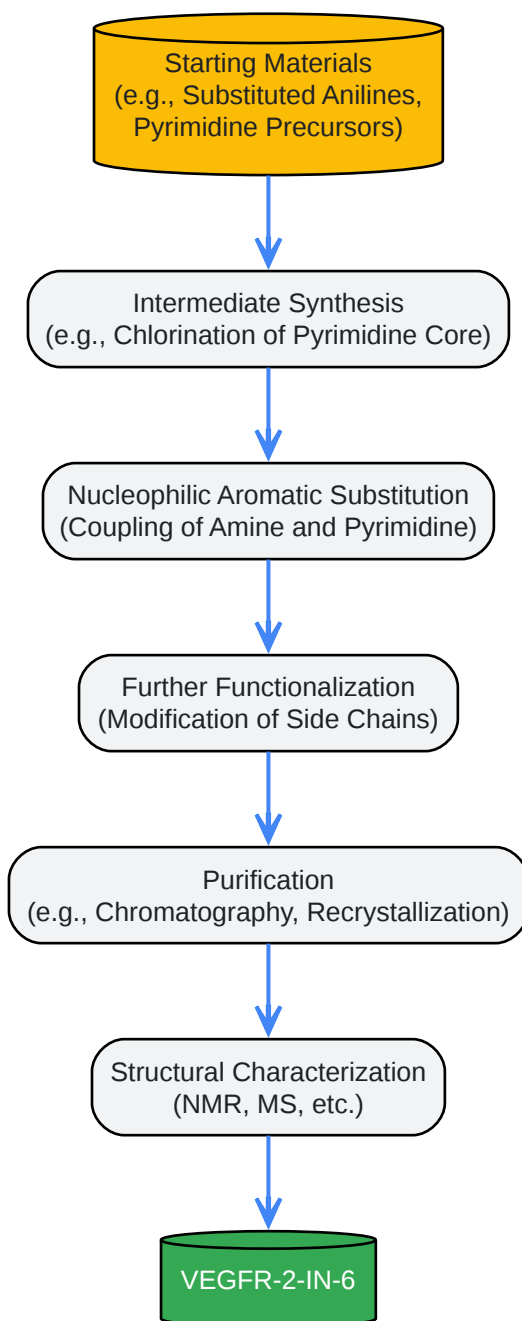 Starting Materials
(e.g., Substituted Anilines,
Pyrimidine Precursors)
Intermediate Synthesis
(e.g., Chlorination of Pyrimidine Core)
Nucleophilic Aromatic Substitution
(Coupling of Amine and Pyrimidine)
Further Functionalization
(Modification of Side Chains)
Purification
(e.g., Chromatography, Recrystallization)
Structural Characterization
(NMR, MS, etc.)
VEGFR-2-IN-6